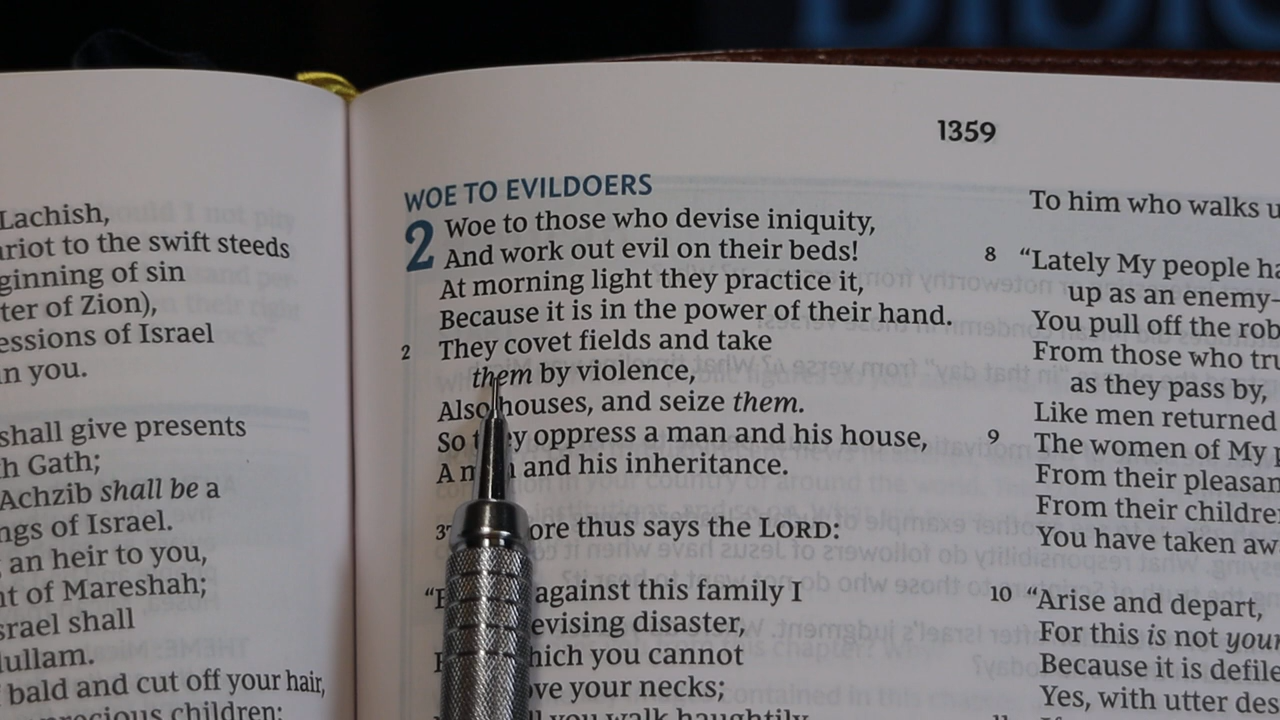 Lachish,
riot to the swift steeds
ginning of sin
ter of Zion),
essions of Israel
n you.
shall give presents
h Gath;
Achzib shall be a
ngs of Israel.
an heir to you,
t of Mareshah;
srael shall
dullam.
bald and cut off your hair,
precious children;
1359
WOE TO EVILDOERS
2 Woe to those who devise iniquity,
And work out evil on their beds!
At morning light they practice it,
Because it is in the power of their hand.
2 They covet fields and take
them by violence,
Also houses, and seize them.
So they oppress a man and his house,
A man and his inheritance.
3 ore thus says the LORD:
against this family I
evising disaster,
hich you cannot
ve your necks;
you walk haughtily
To him who walks u
8 “Lately My people ha
up as an enemy—
You pull off the rob
From those who tru
as they pass by,
Like men returned
9 The women of My p
From their pleasan
From their childre
You have taken aw
10 “Arise and depart,
For this is not your
Because it is defile
Yes, with utter des